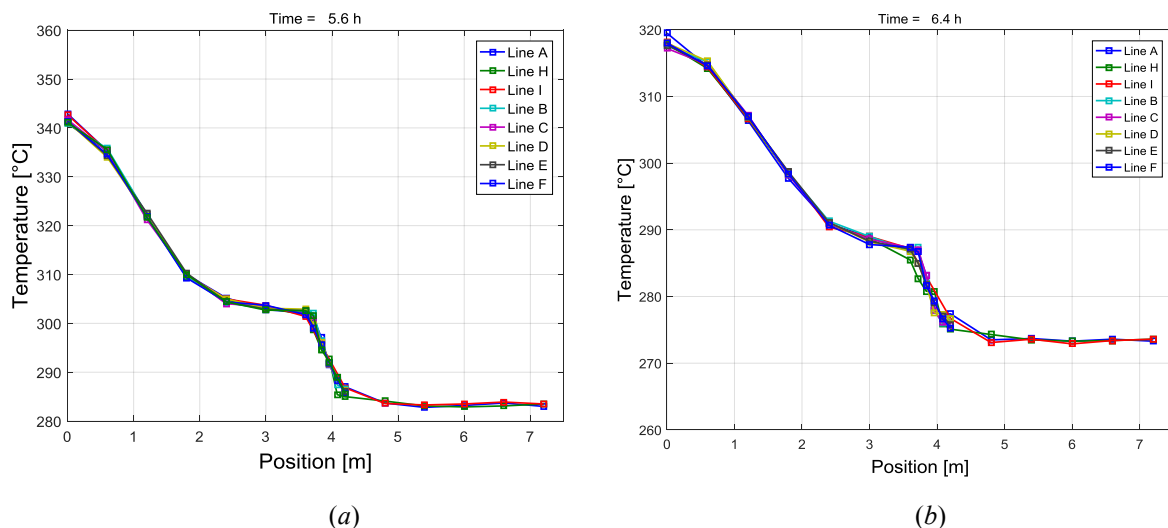 Time = 5.6 h
360
350
340
330
320
310
300
290
280
Temperature [°C]
0 1 2 3 4 5 6 7
Position [m]
Line A
Line H
Line I
Line B
Line C
Line D
Line E
Line F
(a)
Time = 6.4 h
320
310
300
290
280
270
260
Temperature [°C]
0 1 2 3 4 5 6 7
Position [m]
Line A
Line H
Line I
Line B
Line C
Line D
Line E
Line F
(b)